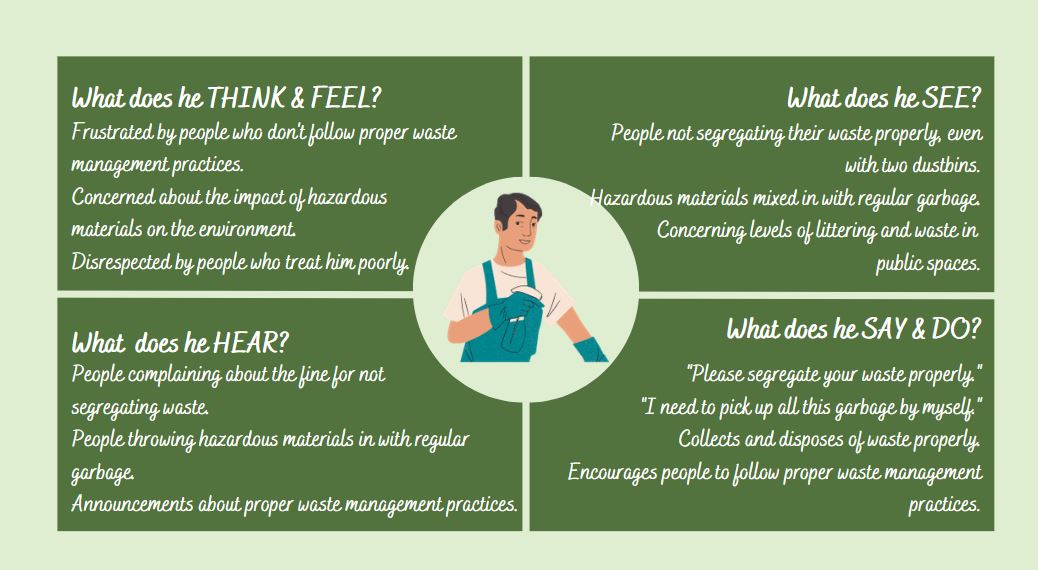 What does he THINK & FEEL?
Frustrated by people who don't follow proper waste
management practices.
Concerned about the impact of hazardous
materials on the environment.
Disrespected by people who treat him poorly.
What does he SEE?
People not segregating their waste properly, even
with two dustbins.
Hazardous materials mixed in with regular garbage.
Concerning levels of littering and waste in
public spaces.
What does he HEAR?
People complaining about the fine for not
segregating waste.
People throwing hazardous materials in with regular
garbage.
Announcements about proper waste management practices.
What does he SAY & DO?
"Please segregate your waste properly."
"I need to pick up all this garbage by myself."
Collects and disposes of waste properly.
Encourages people to follow proper waste management
practices.